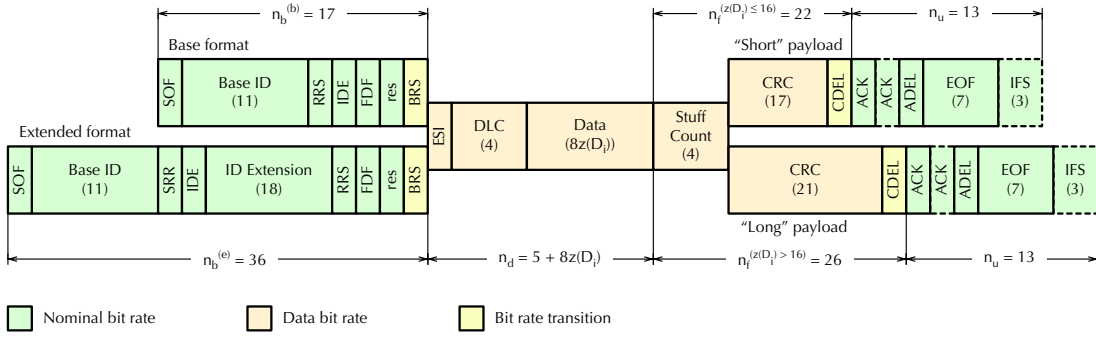 n_b^(b) = 17
n_f^(z(D_i) ≤ 16) = 22
n_u = 13
Base format
"Short" payload
SOF
Base ID
(11)
RRS
IDE
FDF
res
BRS
CRC
(17)
CDEL
ACK
ACK
ADEL
EOF
(7)
IFS
(3)
ESI
DLC
(4)
Data
(8z(D_i))
Stuff
Count
(4)
Extended format
SOF
Base ID
(11)
SRR
IDE
ID Extension
(18)
RRS
FDF
res
BRS
CRC
(21)
CDEL
ACK
ACK
ADEL
EOF
(7)
IFS
(3)
"Long" payload
n_b^(e) = 36
n_d = 5 + 8z(D_i)
n_f^(z(D_i) > 16) = 26
n_u = 13
Nominal bit rate
Data bit rate
Bit rate transition